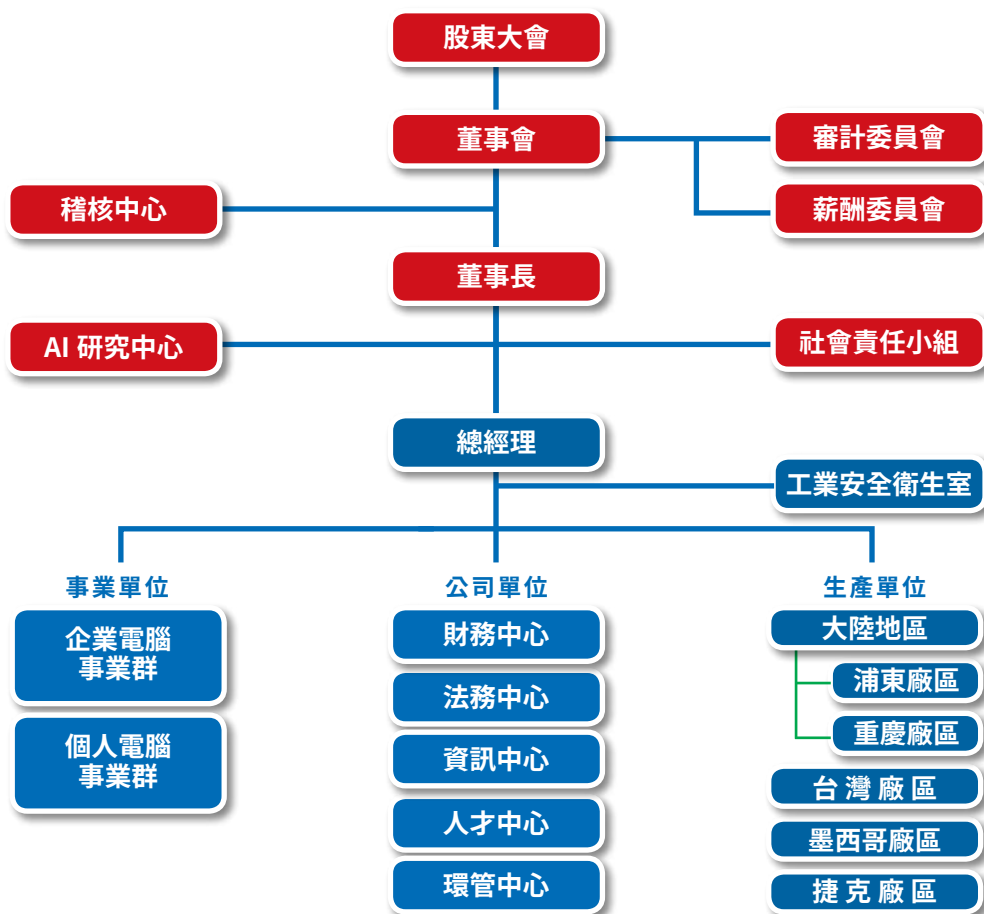 股東大會
董事會
審計委員會
薪酬委員會
稽核中心
董事長
AI 研究中心
社會責任小組
總經理
工業安全衛生室
事業單位
企業電腦
事業群
個人電腦
事業群
公司單位
財務中心
法務中心
資訊中心
人才中心
環管中心
生產單位
大陸地區
浦東廠區
重慶廠區
台灣廠區
墨西哥廠區
捷克廠區